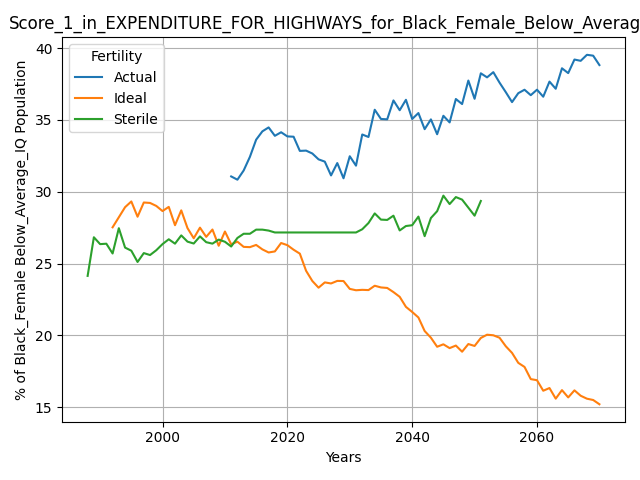 Score_1_in_EXPENDITURE_FOR_HIGHWAYS_for_Black_Female_Below_Averag
Fertility
Actual
Ideal
Sterile
% of Black_Female Below_Average_IQ Population
40
35
30
25
20
15
2000 2020 2040 2060
Years